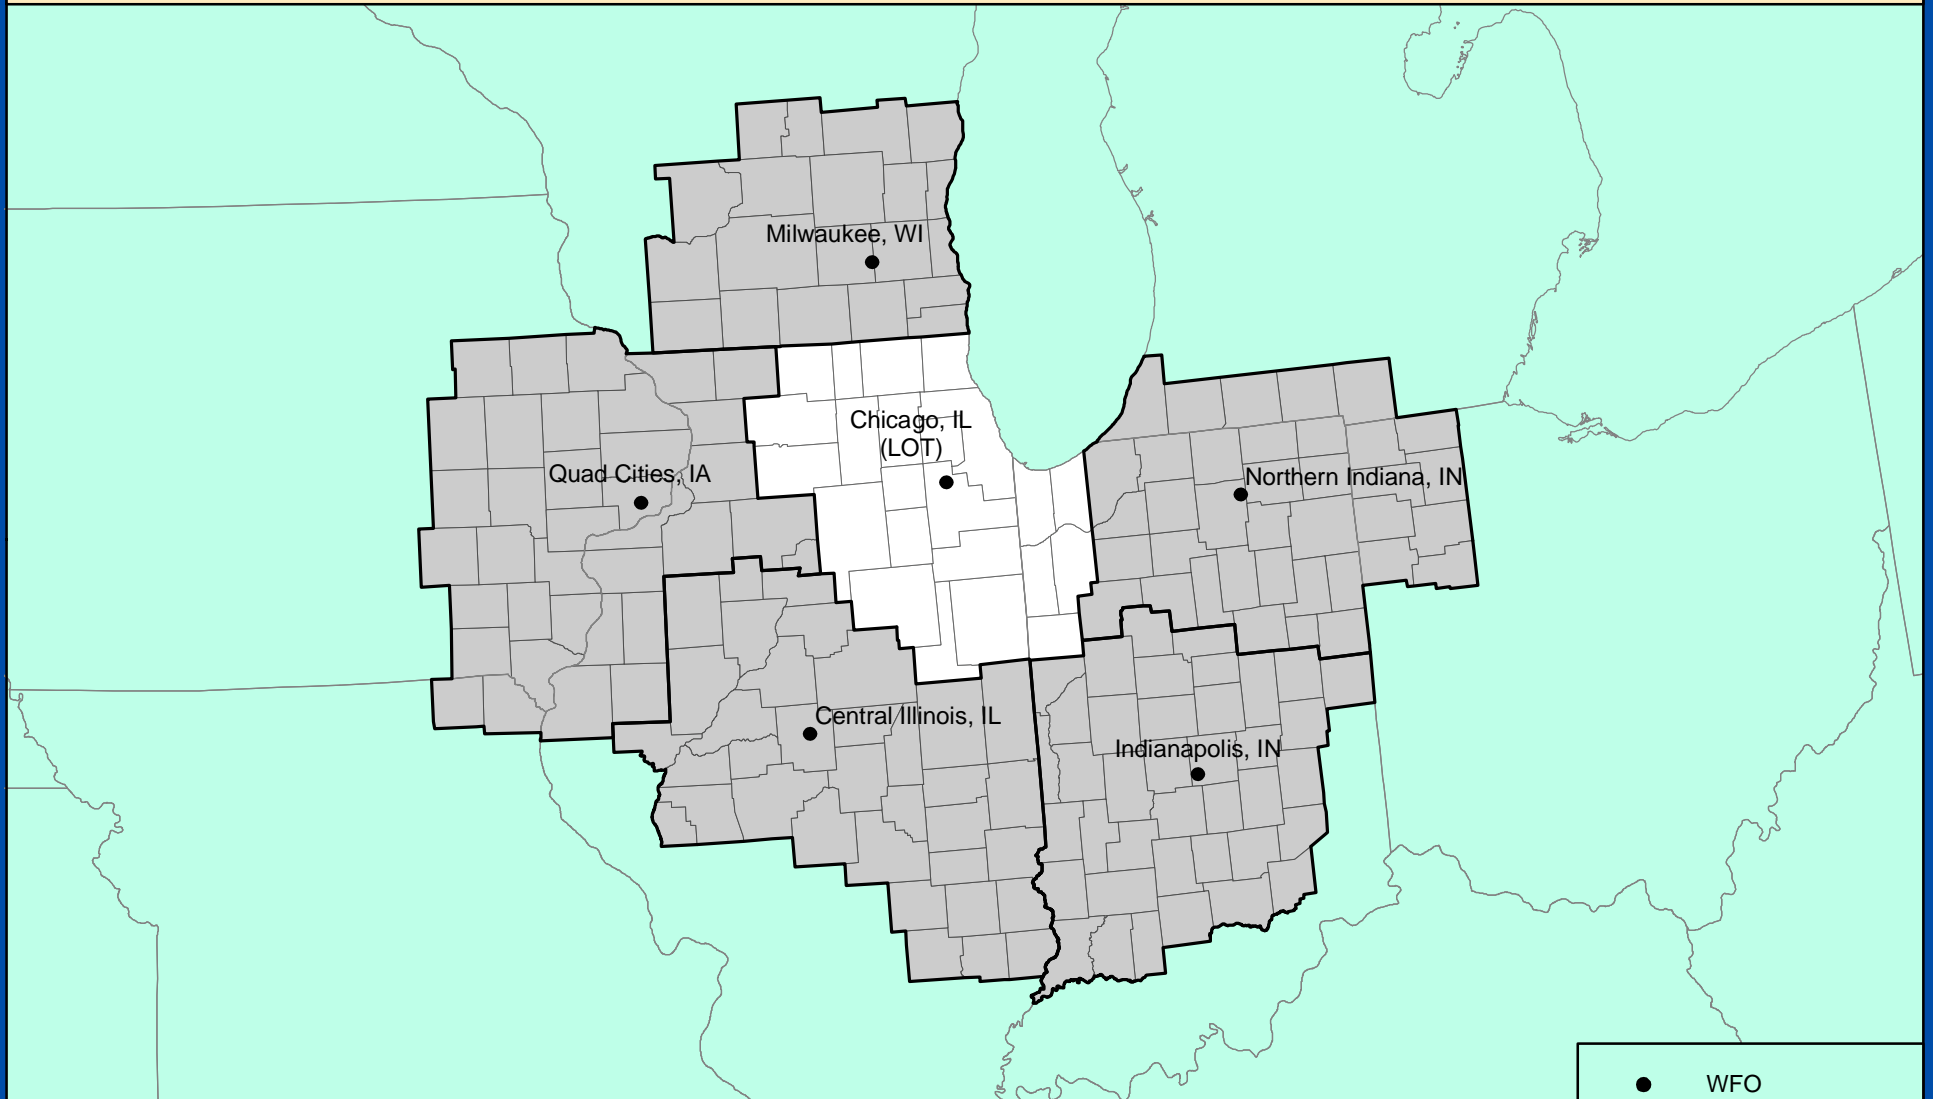 Milwaukee, WI
Chicago, IL
(LOT)
Quad Cities, IA
Northern Indiana, IN
Central Illinois, IL
Indianapolis, IN
WFO